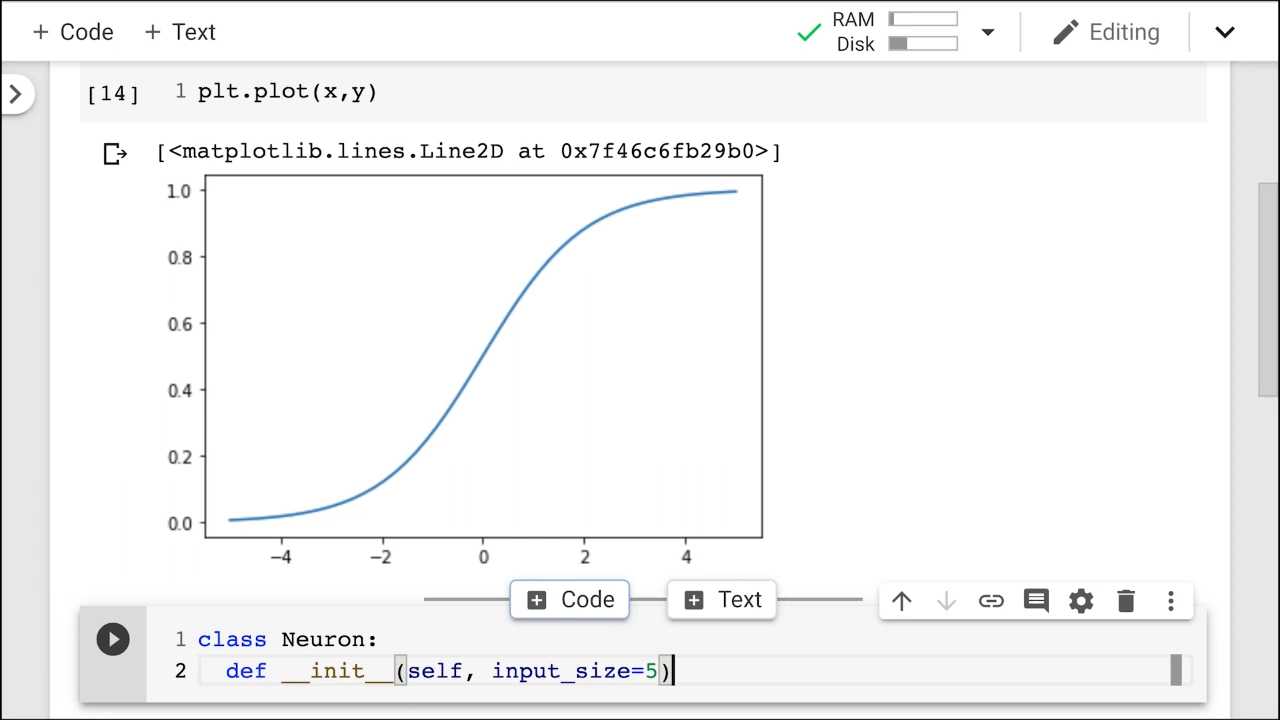 + Code + Text
RAM
Disk
Editing
[14] 1 plt.plot(x,y)
[<matplotlib.lines.Line2D at 0x7f46c6fb29b0>]
1.0
0.8
0.6
0.4
0.2
0.0
−4 −2 0 2 4
Code Text
1 class Neuron:
2 def __init__(self, input_size=5)